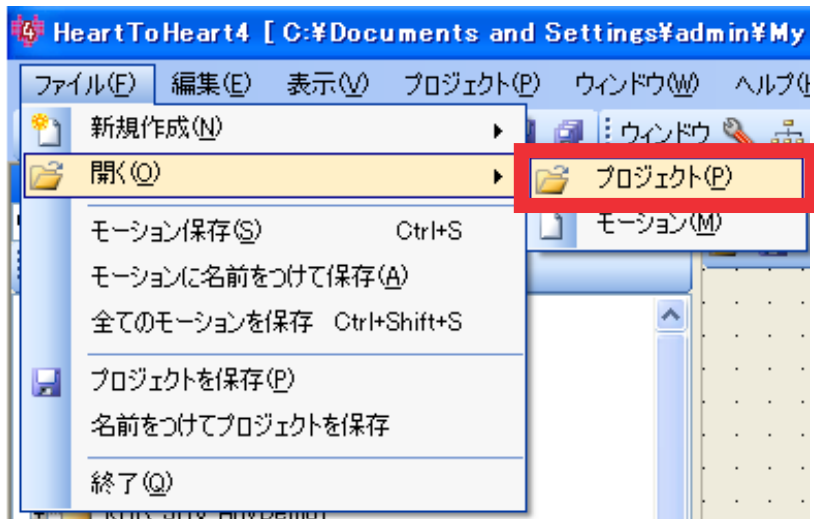 HeartToHeart4 [ C:¥Documents and Settings¥admin¥My
ファイル(F) 編集(E) 表示(V) プロジェクト(P) ウィンドウ(W) ヘルプ(H
新規作成(N)
ウィンドウ
開く(O)
プロジェクト(P)
モーション(M)
モーション保存(S) Ctrl+S
モーションに名前をつけて保存(A)
全てのモーションを保存 Ctrl+Shift+S
プロジェクトを保存(P)
名前をつけてプロジェクトを保存
終了(Q)